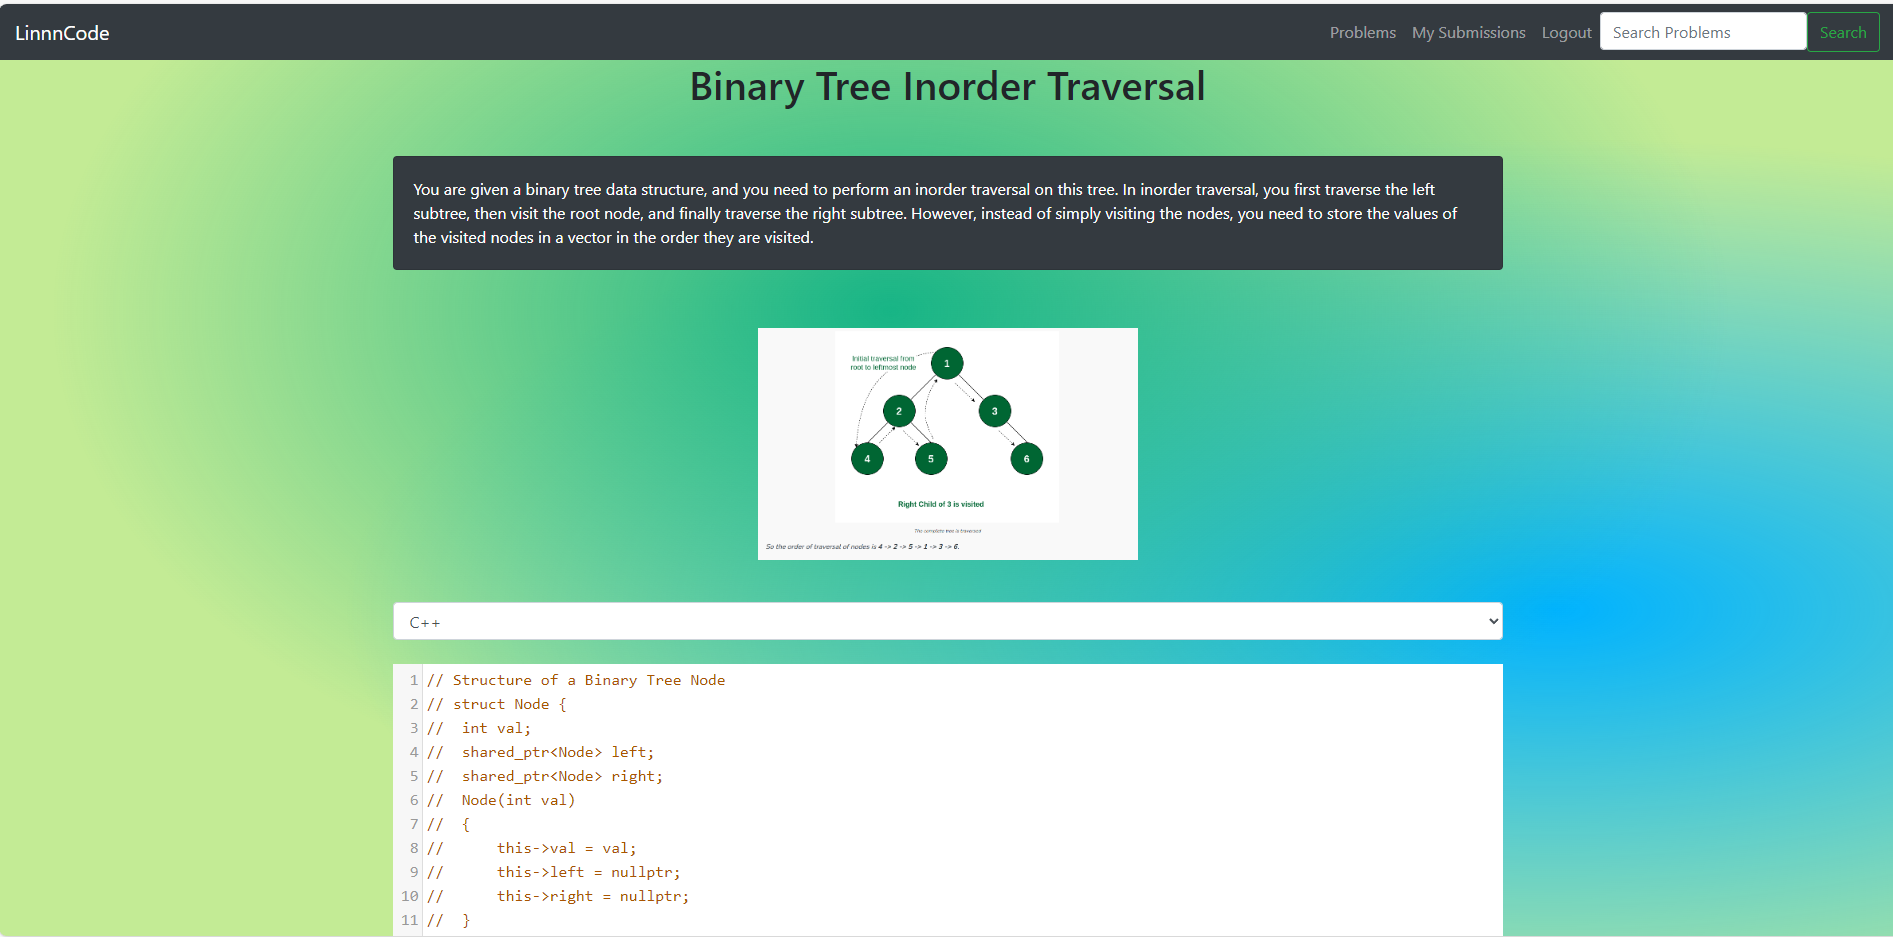 LinnnCode
Problems My Submissions Logout Search Problems Search
Binary Tree Inorder Traversal
You are given a binary tree data structure, and you need to perform an inorder traversal on this tree. In inorder traversal, you first traverse the left
subtree, then visit the root node, and finally traverse the right subtree. However, instead of simply visiting the nodes, you need to store the values of
the visited nodes in a vector in the order they are visited.
Initial traversal from
root to leftmost node
1
2 3
4 5 6
Right Child of 3 is visited
The complete tree is traversed
So the order of traversal of nodes is 4 -> 2 -> 5 -> 1 -> 3 -> 6.
C++
1 // Structure of a Binary Tree Node
2 // struct Node {
3 //  int val;
4 //  shared_ptr<Node> left;
5 //  shared_ptr<Node> right;
6 //  Node(int val)
7 //  {
8 //      this->val = val;
9 //      this->left = nullptr;
10 //      this->right = nullptr;
11 //  }